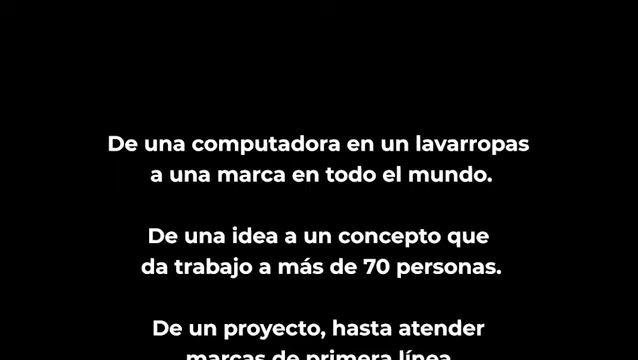 De una computadora en un lavarropas
a una marca en todo el mundo.
De una idea a un concepto que
da trabajo a más de 70 personas.
De un proyecto, hasta atender
marcas de primera línea